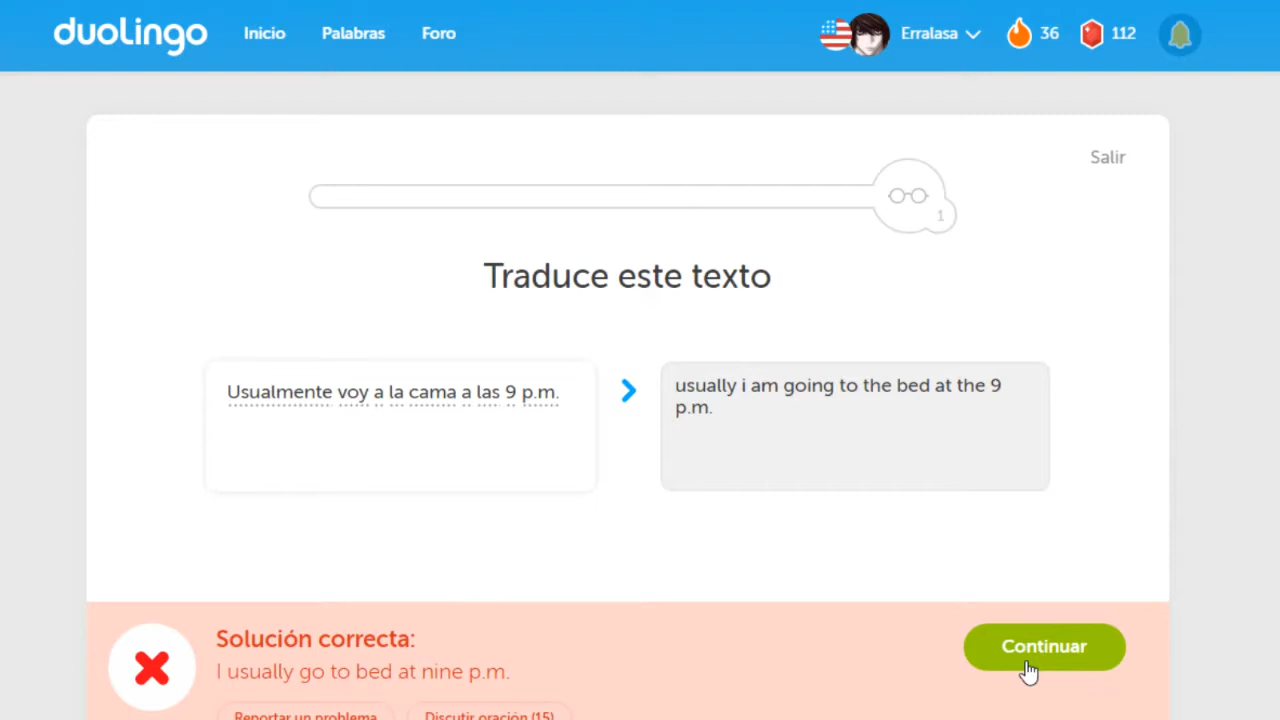 duolingo Inicio Palabras Foro Erralasa 36 112
Salir
1
Traduce este texto
Usualmente voy a la cama a las 9 p.m.
usually i am going to the bed at the 9
p.m.
Solución correcta:
I usually go to bed at nine p.m.
Continuar
Reportar un problema Discutir oración (15)